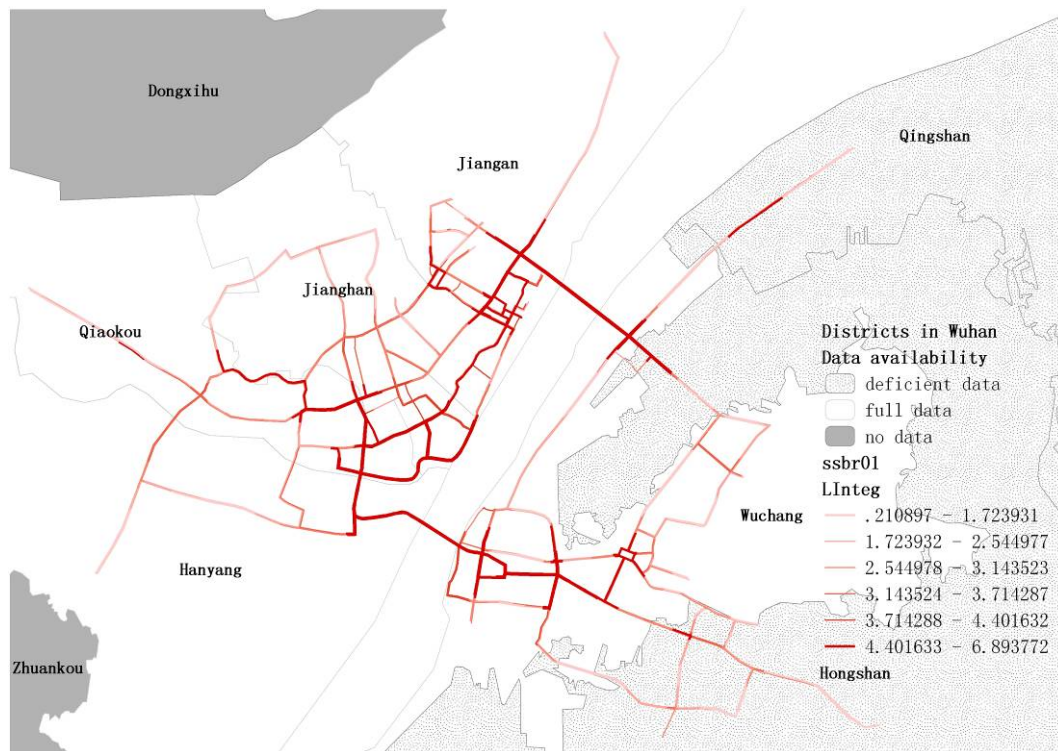 Dongxihu
Qingshan
Jiangan
Jianghan
Qiaokou
Districts in Wuhan
Data availability
deficient data
full data
no data
ssbr01
LInteg
.210897 - 1.723931
1.723932 - 2.544977
2.544978 - 3.143523
3.143524 - 3.714287
3.714288 - 4.401632
4.401633 - 6.893772
Wuchang
Hanyang
Zhuankou
Hongshan